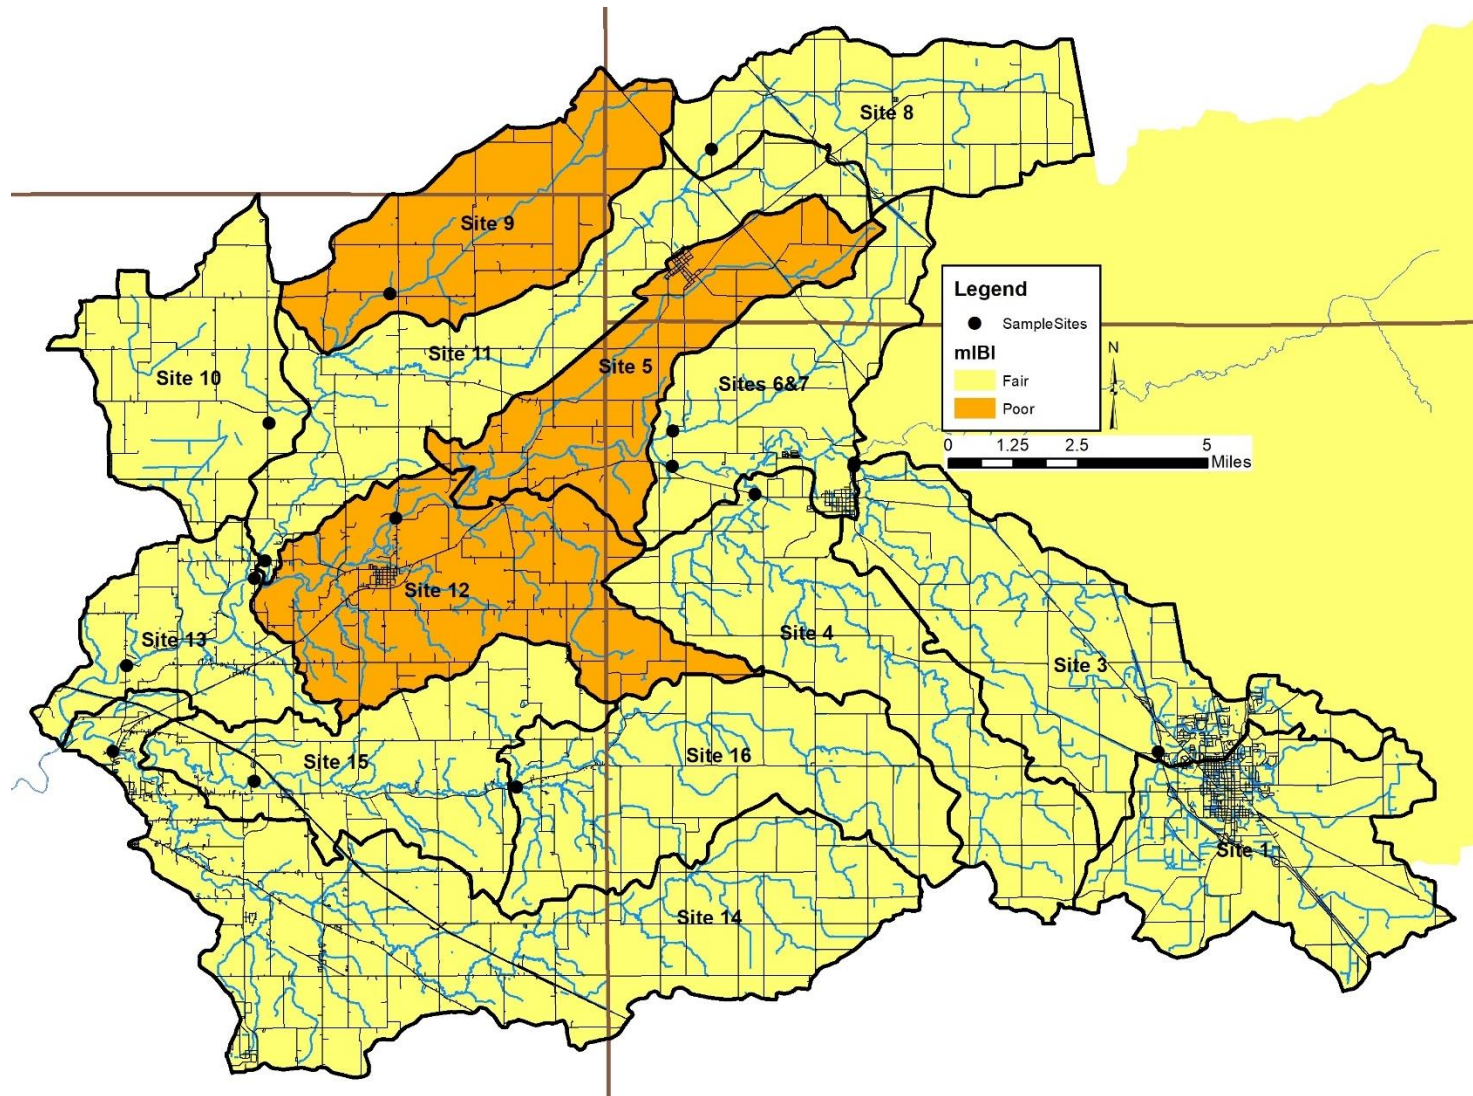 Site 8
Site 9
Legend
SampleSites
mIBI
Fair
Poor
N
0 1.25 2.5 5
Miles
Site 11
Site 5
Site 10
Sites 6&7
Site 12
Site 13
Site 4
Site 3
Site 16
Site 15
Site 1
Site 14